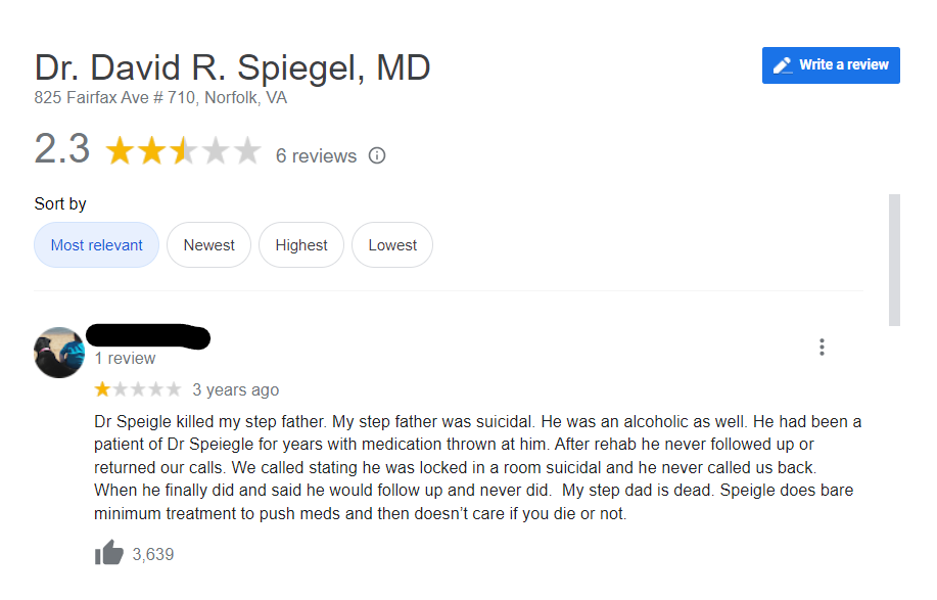 Dr. David R. Spiegel, MD
Write a review
825 Fairfax Ave # 710, Norfolk, VA
2.3
6 reviews
Sort by
Most relevant
Newest
Highest
Lowest
1 review
3 years ago
Dr Speigle killed my step father. My step father was suicidal. He was an alcoholic as well. He had been a
patient of Dr Speiegle for years with medication thrown at him. After rehab he never followed up or
returned our calls. We called stating he was locked in a room suicidal and he never called us back.
When he finally did and said he would follow up and never did.  My step dad is dead. Speigle does bare
minimum treatment to push meds and then doesn’t care if you die or not.
3,639